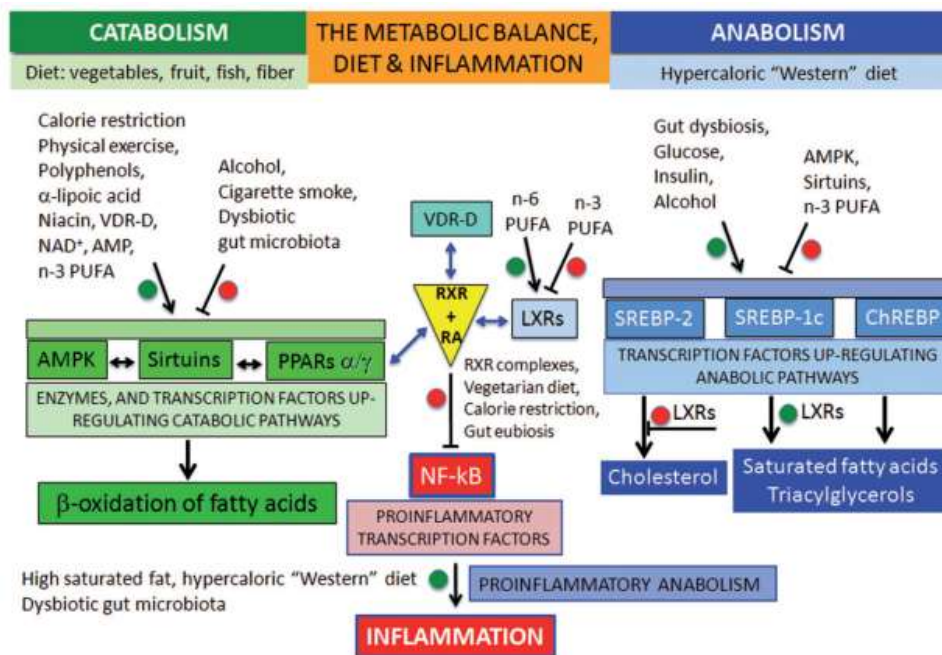 CATABOLISM
Diet: vegetables, fruit, fish, fiber
THE METABOLIC BALANCE,
DIET & INFLAMMATION
ANABOLISM
Hypercaloric “Western” diet
Calorie restriction
Physical exercise,
Polyphenols,
α-lipoic acid
Niacin, VDR-D,
NAD⁺, AMP,
n-3 PUFA
Alcohol,
Cigarette smoke,
Dysbiotic
gut microbiota
VDR-D
n-6
PUFA
n-3
PUFA
Gut dysbiosis,
Glucose,
Insulin,
Alcohol
AMPK,
Sirtuins,
n-3 PUFA
RXR
+
RA
LXRs
AMPK
Sirtuins
PPARs α/γ
ENZYMES, AND TRANSCRIPTION FACTORS UP-
REGULATING CATABOLIC PATHWAYS
β-oxidation of fatty acids
RXR complexes,
Vegetarian diet,
Calorie restriction,
Gut eubiosis
SREBP-2
SREBP-1c
ChREBP
TRANSCRIPTION FACTORS UP-REGULATING
ANABOLIC PATHWAYS
LXRs
LXRs
Cholesterol
Saturated fatty acids
Triacylglycerols
NF-kB
PROINFLAMMATORY
TRANSCRIPTION FACTORS
High saturated fat, hypercaloric “Western” diet
Dysbiotic gut microbiota
PROINFLAMMATORY ANABOLISM
INFLAMMATION